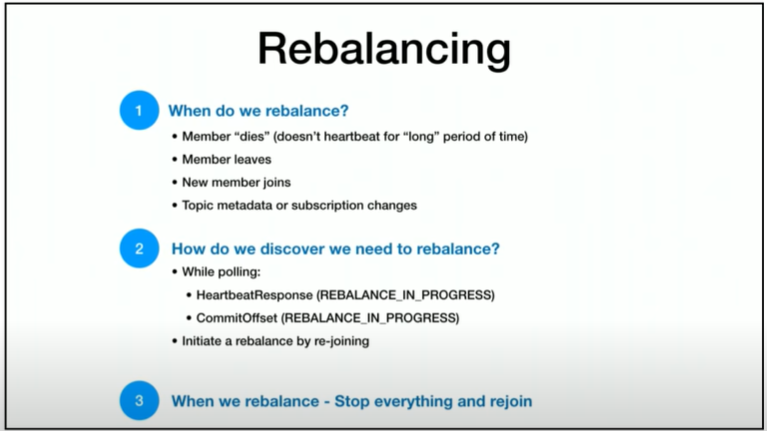 Rebalancing
1 When do we rebalance?
• Member “dies” (doesn’t heartbeat for “long” period of time)
• Member leaves
• New member joins
• Topic metadata or subscription changes
2 How do we discover we need to rebalance?
• While polling:
• HeartbeatResponse (REBALANCE_IN_PROGRESS)
• CommitOffset (REBALANCE_IN_PROGRESS)
• Initiate a rebalance by re-joining
3 When we rebalance - Stop everything and rejoin